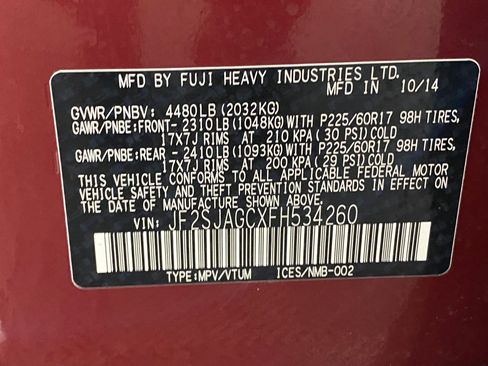 MFD BY FUJI HEAVY INDUSTRIES LTD.
MFD IN 10/14
GVWR/PNBV: 4480LB (2032KG)
GAWR/PNBE:FRONT-2310LB (1048KG)WITH P225/60R17 98H TIRES,
17X7J RIMS AT 210 KPA( 30 PSI)COLD
GAWR/PNBE:REAR -2410LB (1093KG)WITH P225/60R17 98H TIRES,
17X7J RIMS AT 200 KPA( 29 PSI)COLD
THIS VEHICLE CONFORMS TO ALL APPLICABLE FEDERAL MOTOR
VEHICLE SAFETY AND THEFT PREVENTION STANDARDS IN EFFECT
ON THE DATE OF MANUFACTURE SHOWN ABOVE.
VIN: JF2SJAGCXFH534260
TYPE:MPV/VTUM ICES/NMB-002